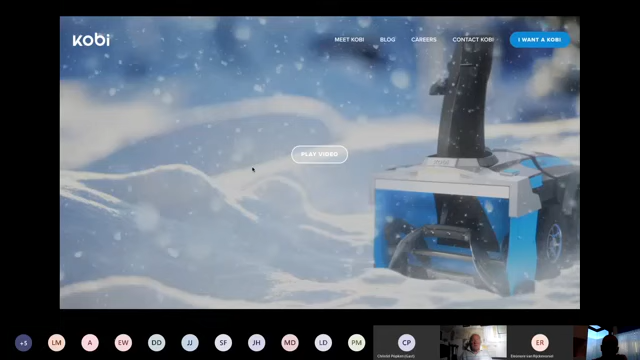 kobi
MEET KOBI
BLOG
CAREERS
CONTACT KOBI
I WANT A KOBI
PLAY VIDEO
+5
LM
A
EW
DD
JJ
SF
JH
MD
LD
PM
CP
ER